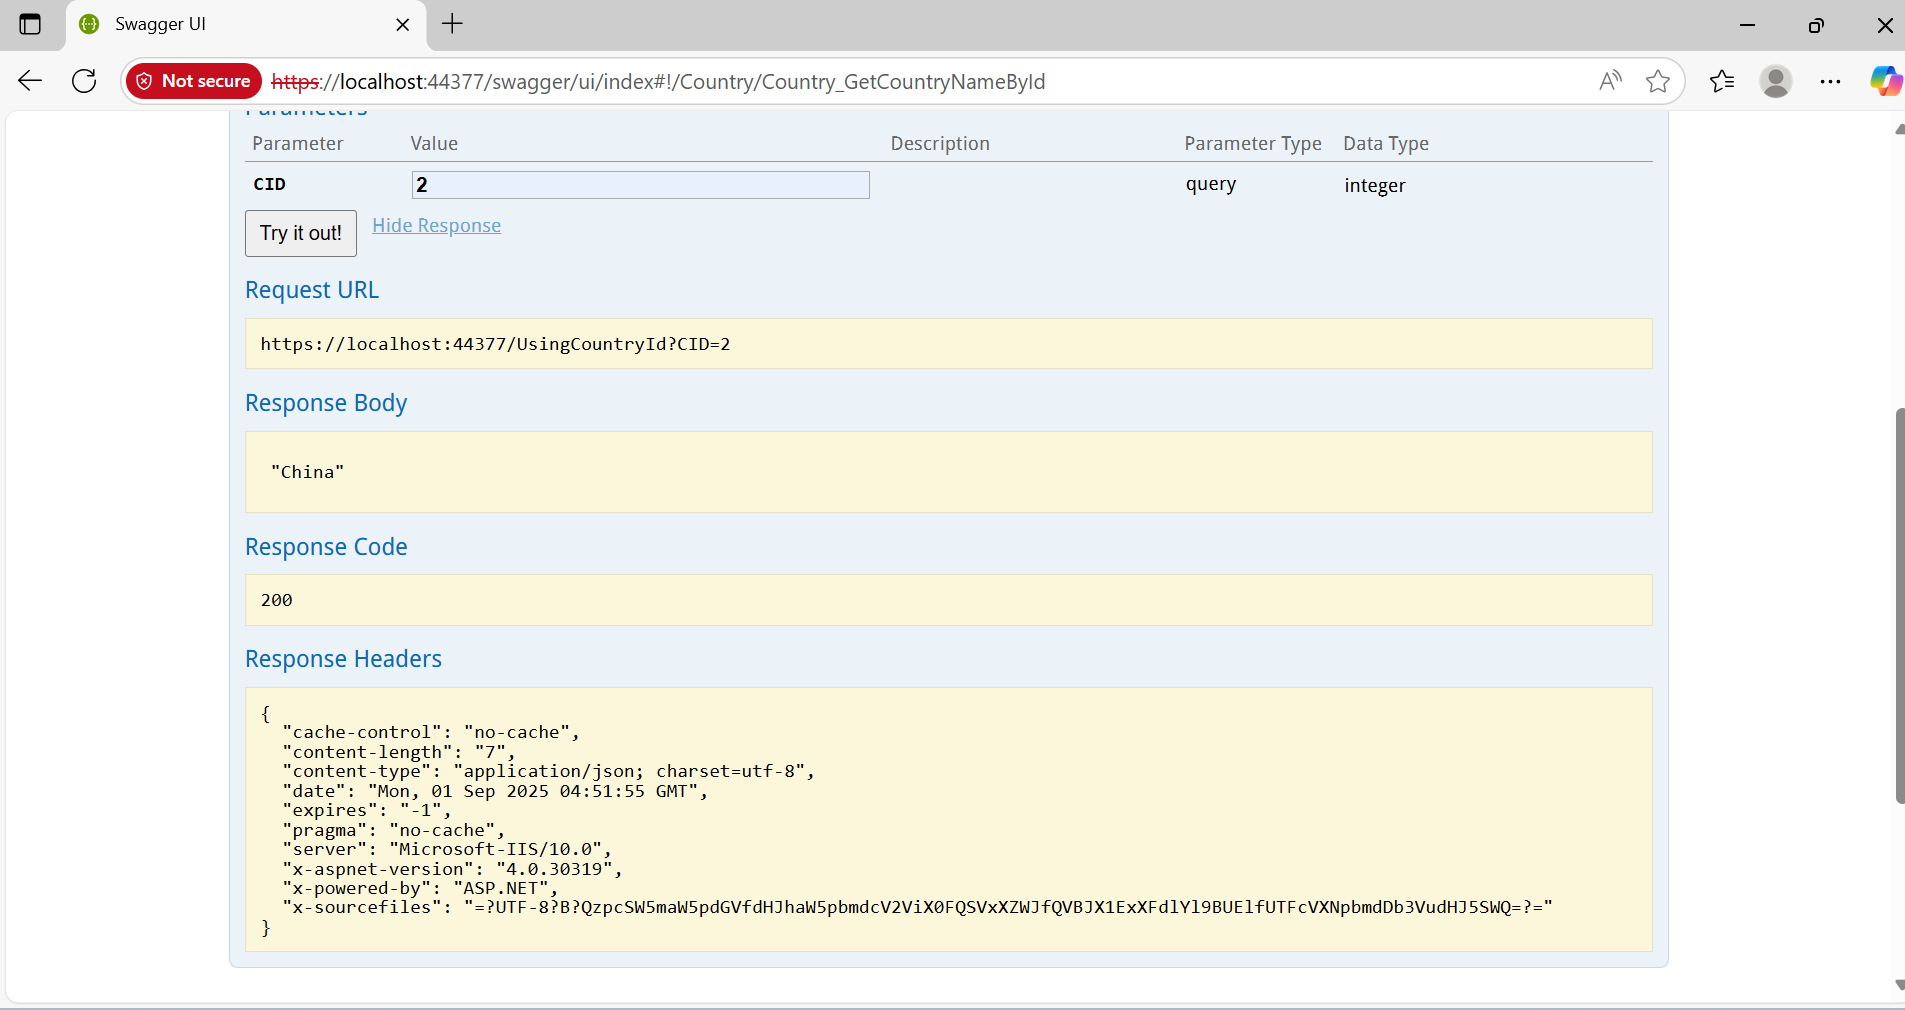 Swagger UI
Not secure https://localhost:44377/swagger/ui/index#!/Country/Country_GetCountryNameById
Parameters
Parameter Value Description Parameter Type Data Type
CID 2 query integer
Try it out! Hide Response
Request URL
https://localhost:44377/UsingCountryId?CID=2
Response Body
"China"
Response Code
200
Response Headers
{
"cache-control": "no-cache",
"content-length": "7",
"content-type": "application/json; charset=utf-8",
"date": "Mon, 01 Sep 2025 04:51:55 GMT",
"expires": "-1",
"pragma": "no-cache",
"server": "Microsoft-IIS/10.0",
"x-aspnet-version": "4.0.30319",
"x-powered-by": "ASP.NET",
"x-sourcefiles": "=?UTF-8?B?QzpcSW5maW5pdGVfdHJhaW5pbmdcV2ViX0FQSVxXZWJfQVBJX1ExXFdlYl9BUElfUTFcVXNpbmdDb3VudHJ5SWQ=?="
}